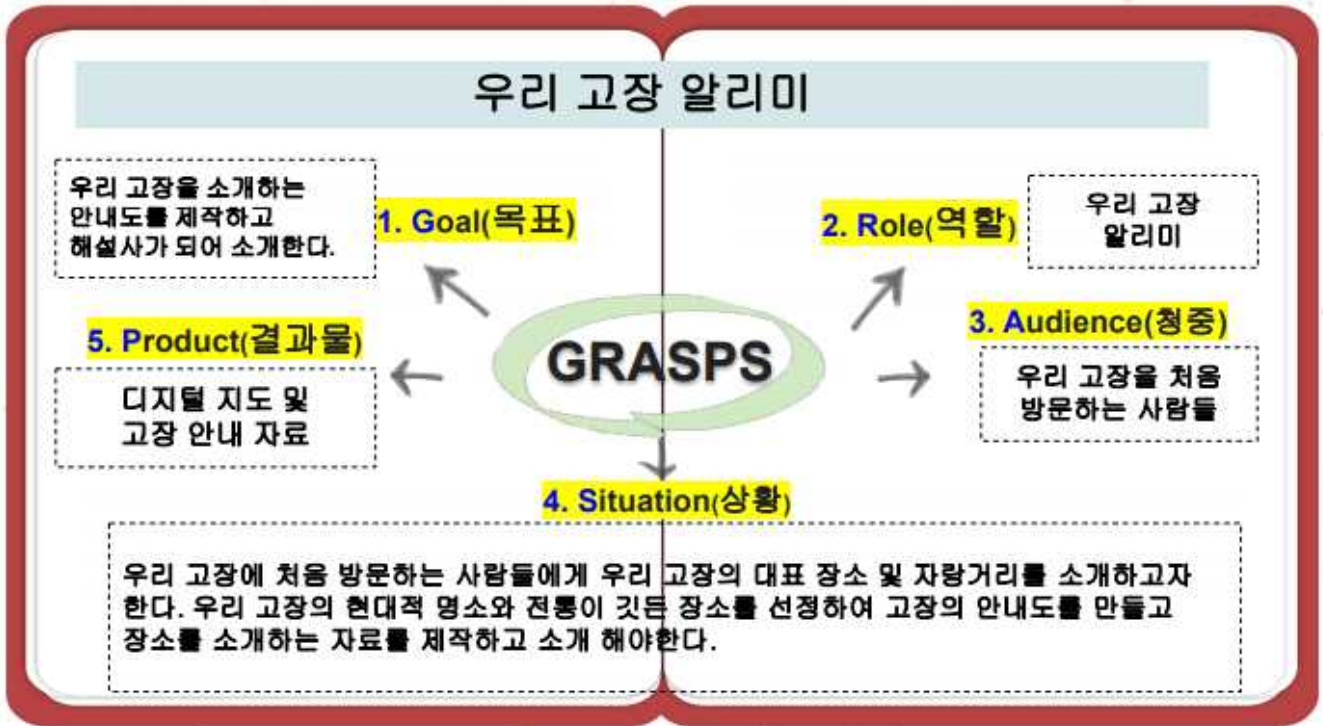 우리 고장 알리미
우리 고장을 소개하는
안내도를 제작하고
해설사가 되어 소개한다.
1. Goal(목표)
2. Role(역할)
우리 고장
알리미
3. Audience(청중)
우리 고장을 처음
방문하는 사람들
5. Product(결과물)
디지털 지도 및
고장 안내 자료
GRASPS
4. Situation(상황)
우리 고장에 처음 방문하는 사람들에게 우리 고장의 대표 장소 및 자랑거리를 소개하고자
한다. 우리 고장의 현대적 명소와 전통이 깃든 장소를 선정하여 고장의 안내도를 만들고
장소를 소개하는 자료를 제작하고 소개 해야한다.